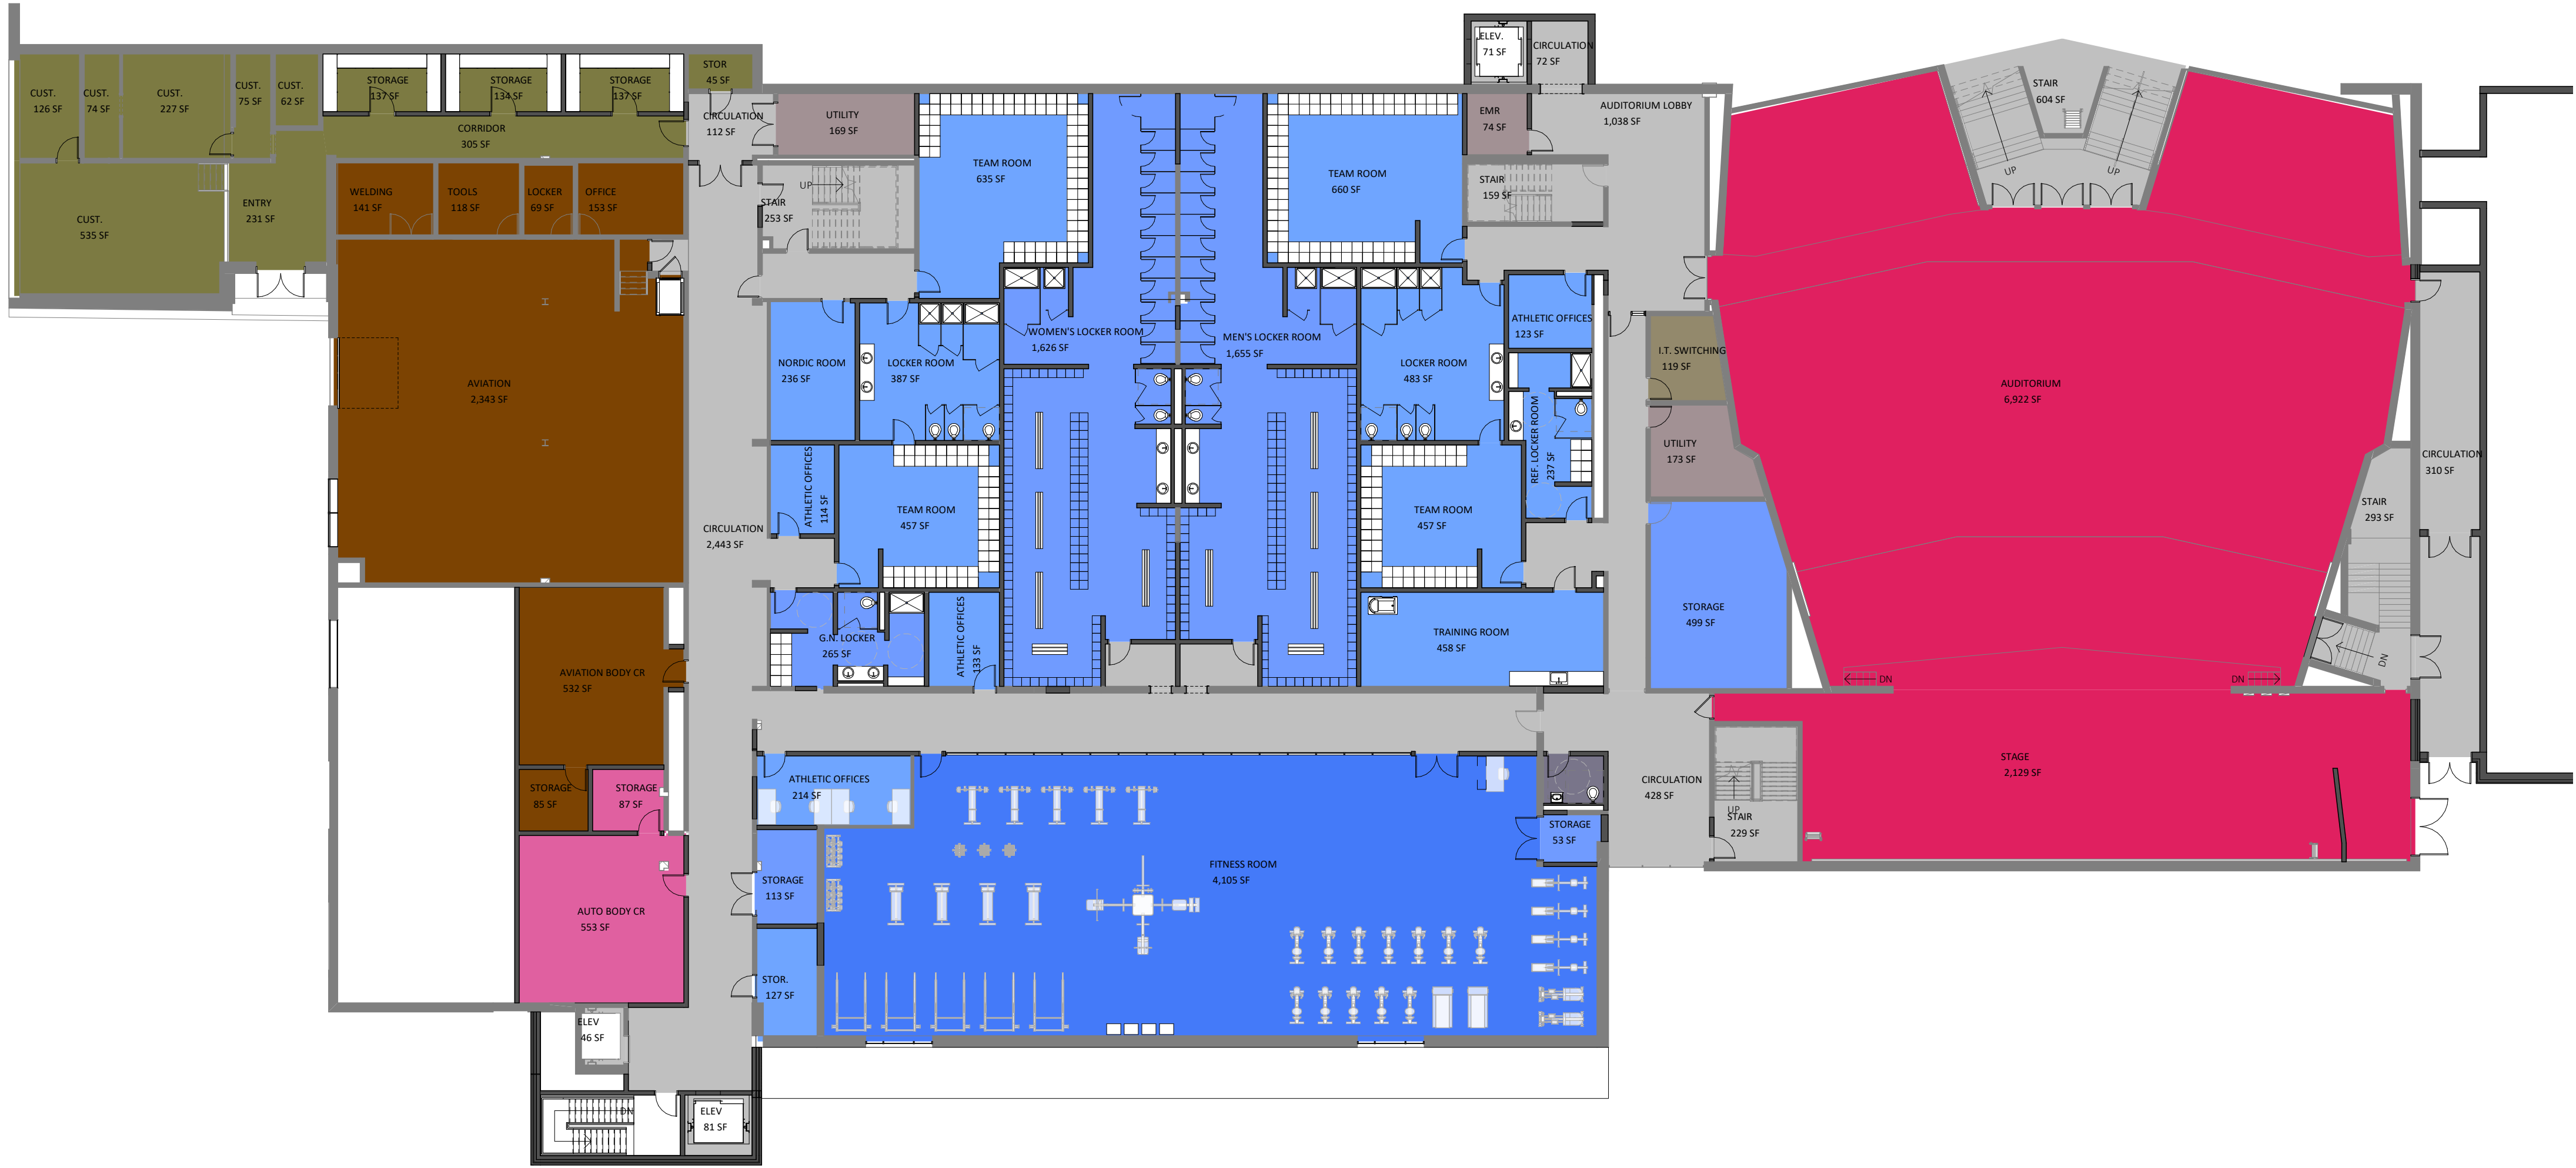 CUST.
126 SF
CUST.
74 SF
CUST.
227 SF
CUST.
75 SF
CUST.
62 SF
STORAGE
137 SF
STORAGE
134 SF
STORAGE
137 SF
STOR
45 SF
CORRIDOR
305 SF
CIRCULATION
112 SF
UTILITY
169 SF
CUST.
535 SF
ENTRY
231 SF
WELDING
141 SF
TOOLS
118 SF
LOCKER
69 SF
OFFICE
153 SF
UP
STAIR
253 SF
AVIATION
2,343 SF
TEAM ROOM
635 SF
TEAM ROOM
660 SF
ELEV.
71 SF
CIRCULATION
72 SF
EMR
74 SF
AUDITORIUM LOBBY
1,038 SF
STAIR
159 SF
STAIR
604 SF
UP
UP
NORDIC ROOM
236 SF
LOCKER ROOM
387 SF
WOMEN'S LOCKER ROOM
1,626 SF
MEN'S LOCKER ROOM
1,655 SF
LOCKER ROOM
483 SF
ATHLETIC OFFICES
123 SF
REF. LOCKER ROOM
237 SF
I.T. SWITCHING
119 SF
UTILITY
173 SF
AUDITORIUM
6,922 SF
CIRCULATION
310 SF
STAIR
293 SF
DN
ATHLETIC OFFICES
114 SF
TEAM ROOM
457 SF
TEAM ROOM
457 SF
CIRCULATION
2,443 SF
STORAGE
499 SF
G.N. LOCKER
265 SF
ATHLETIC OFFICES
133 SF
TRAINING ROOM
458 SF
AVIATION BODY CR
532 SF
DN
DN
STORAGE
85 SF
STORAGE
87 SF
ATHLETIC OFFICES
214 SF
CIRCULATION
428 SF
UP
STAIR
229 SF
STAGE
2,129 SF
STORAGE
53 SF
FITNESS ROOM
4,105 SF
STORAGE
113 SF
AUTO BODY CR
553 SF
STOR.
127 SF
ELEV
46 SF
DN
ELEV
81 SF